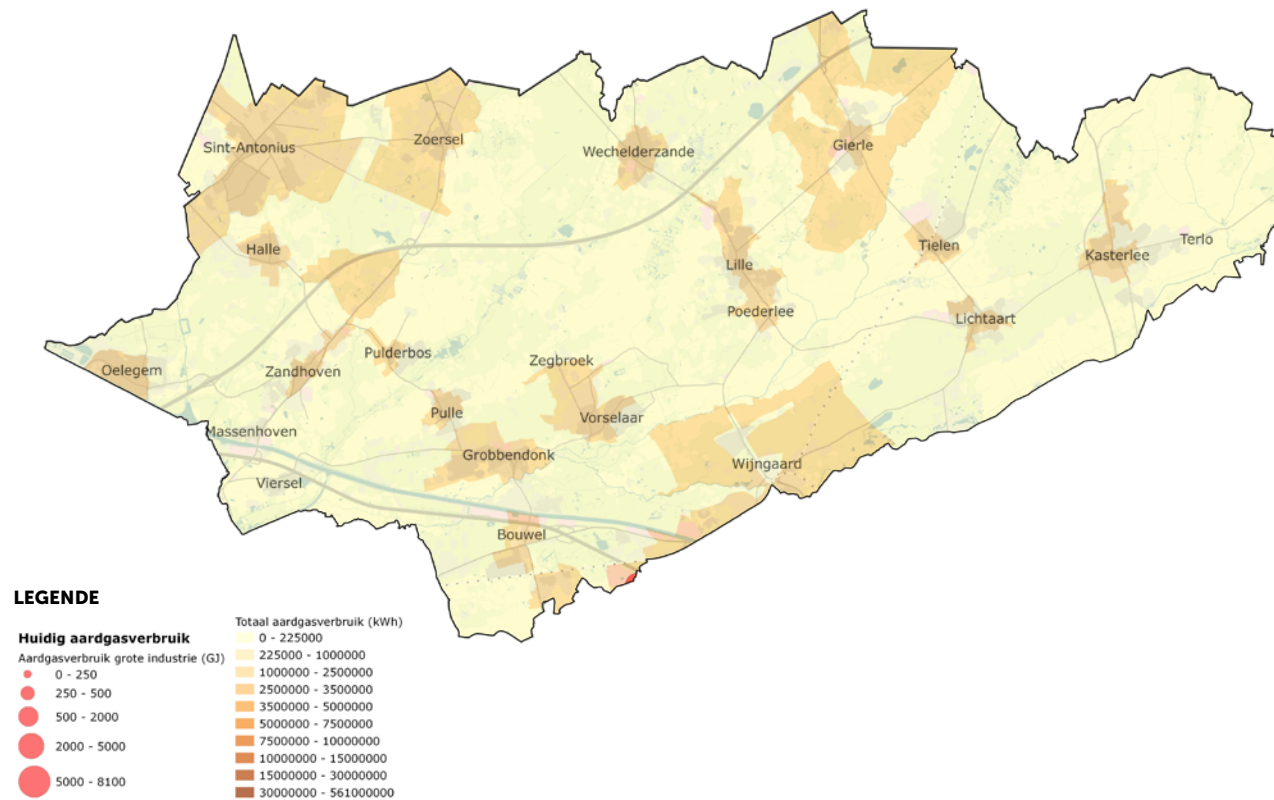 Sint-Antonius
Zoersel
Wechelderzande
Gierle
Halle
Lille
Tielen
Kasterlee
Terlo
Poederlee
Lichtaart
Oelegem
Zandhoven
Pulderbos
Zegbroek
Pulle
Vorselaar
Massenhoven
Grobbendonk
Wijngaard
Viersel
Bouwel
LEGENDE
Huidig aardgasverbruik
Aardgasverbruik grote industrie (GJ)
0 - 250
250 - 500
500 - 2000
2000 - 5000
5000 - 8100
Totaal aardgasverbruik (kWh)
0 - 225000
225000 - 1000000
1000000 - 2500000
2500000 - 3500000
3500000 - 5000000
5000000 - 7500000
7500000 - 10000000
10000000 - 15000000
15000000 - 30000000
30000000 - 561000000